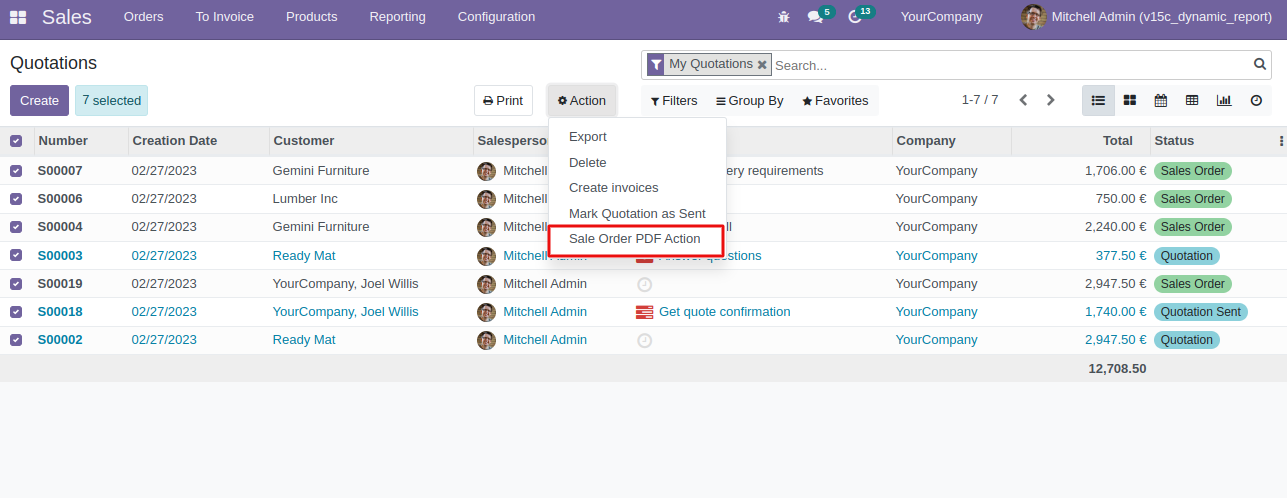 Sales Orders To Invoice Products Reporting Configuration 5 13 YourCompany Mitchell Admin (v15c_dynamic_report)
Quotations My Quotations Search...
Create 7 selected Print Action Filters Group By Favorites 1-7 / 7
Export
Delete
Create invoices
Mark Quotation as Sent
Sale Order PDF Action
Number Creation Date Customer Company Total Status
S00007 02/27/2023 Gemini Furniture requirements YourCompany 1,706.00 € Sales Order
S00006 02/27/2023 Lumber Inc YourCompany 750.00 € Sales Order
S00004 02/27/2023 Gemini Furniture YourCompany 2,240.00 € Sales Order
S00003 02/27/2023 Ready Mat Mitchell Admin Answer questions YourCompany 377.50 € Quotation
S00019 02/27/2023 YourCompany, Joel Willis Mitchell Admin YourCompany 2,947.50 € Sales Order
S00018 02/27/2023 YourCompany, Joel Willis Mitchell Admin Get quote confirmation YourCompany 1,740.00 € Quotation Sent
S00002 02/27/2023 Ready Mat Mitchell Admin YourCompany 2,947.50 € Quotation
12,708.50